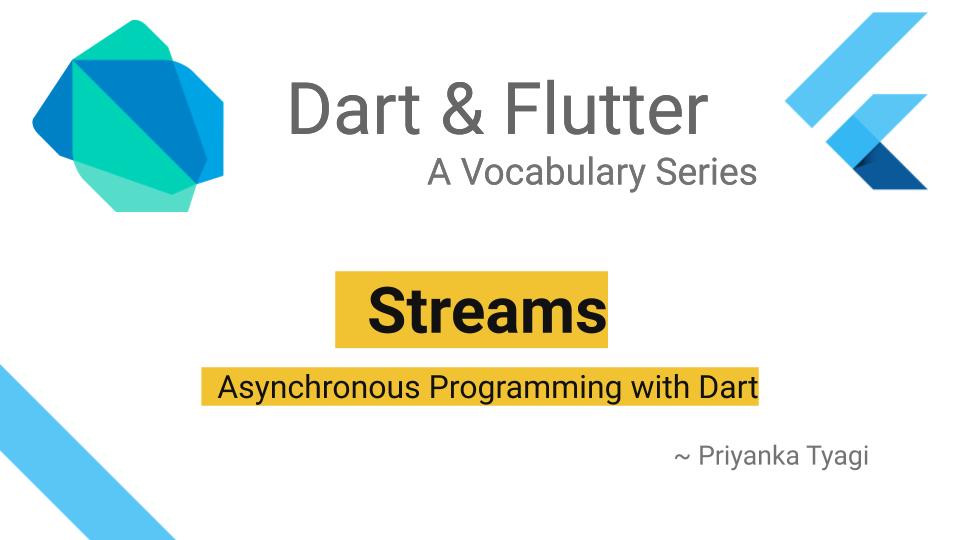 Dart & Flutter
A Vocabulary Series
Streams
Asynchronous Programming with Dart
~ Priyanka Tyagi